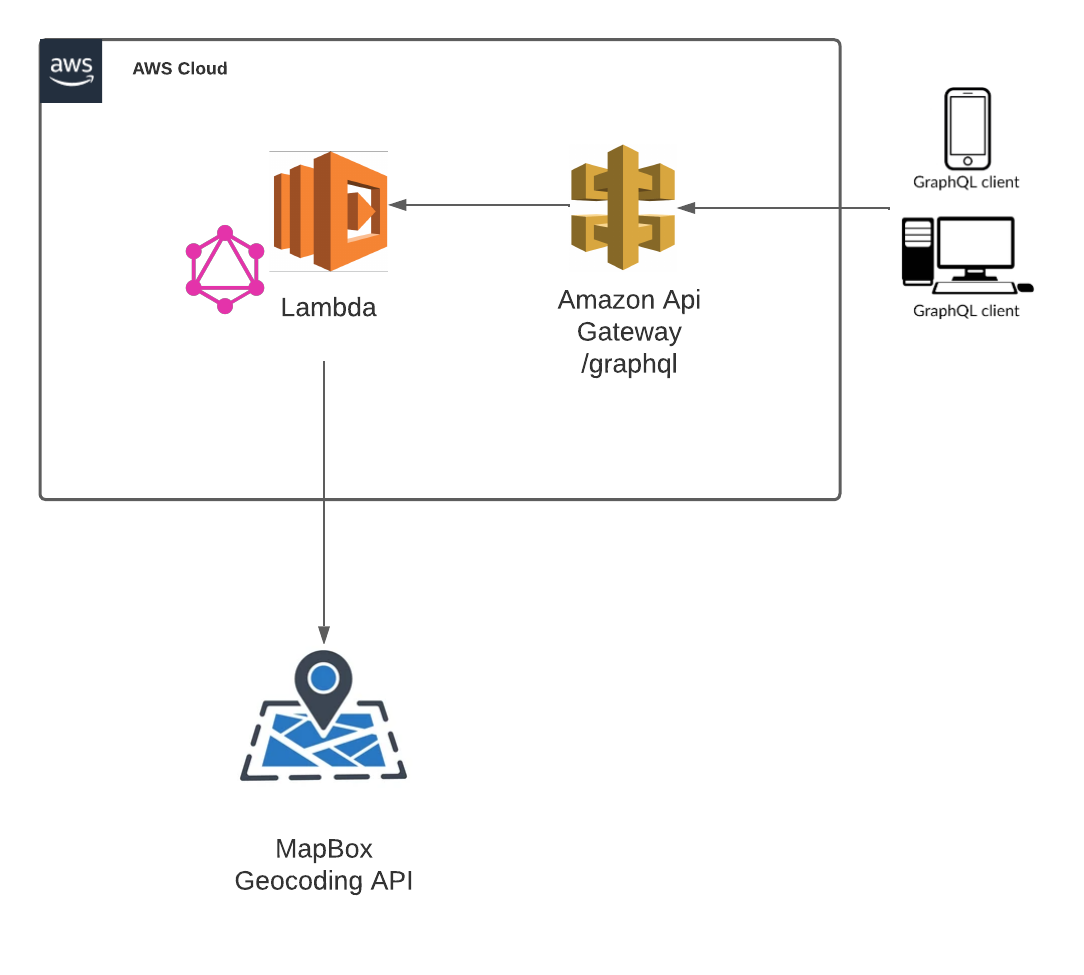 aws
AWS Cloud
GraphQL client
GraphQL client
Lambda
Amazon Api
Gateway
/graphql
MapBox
Geocoding API